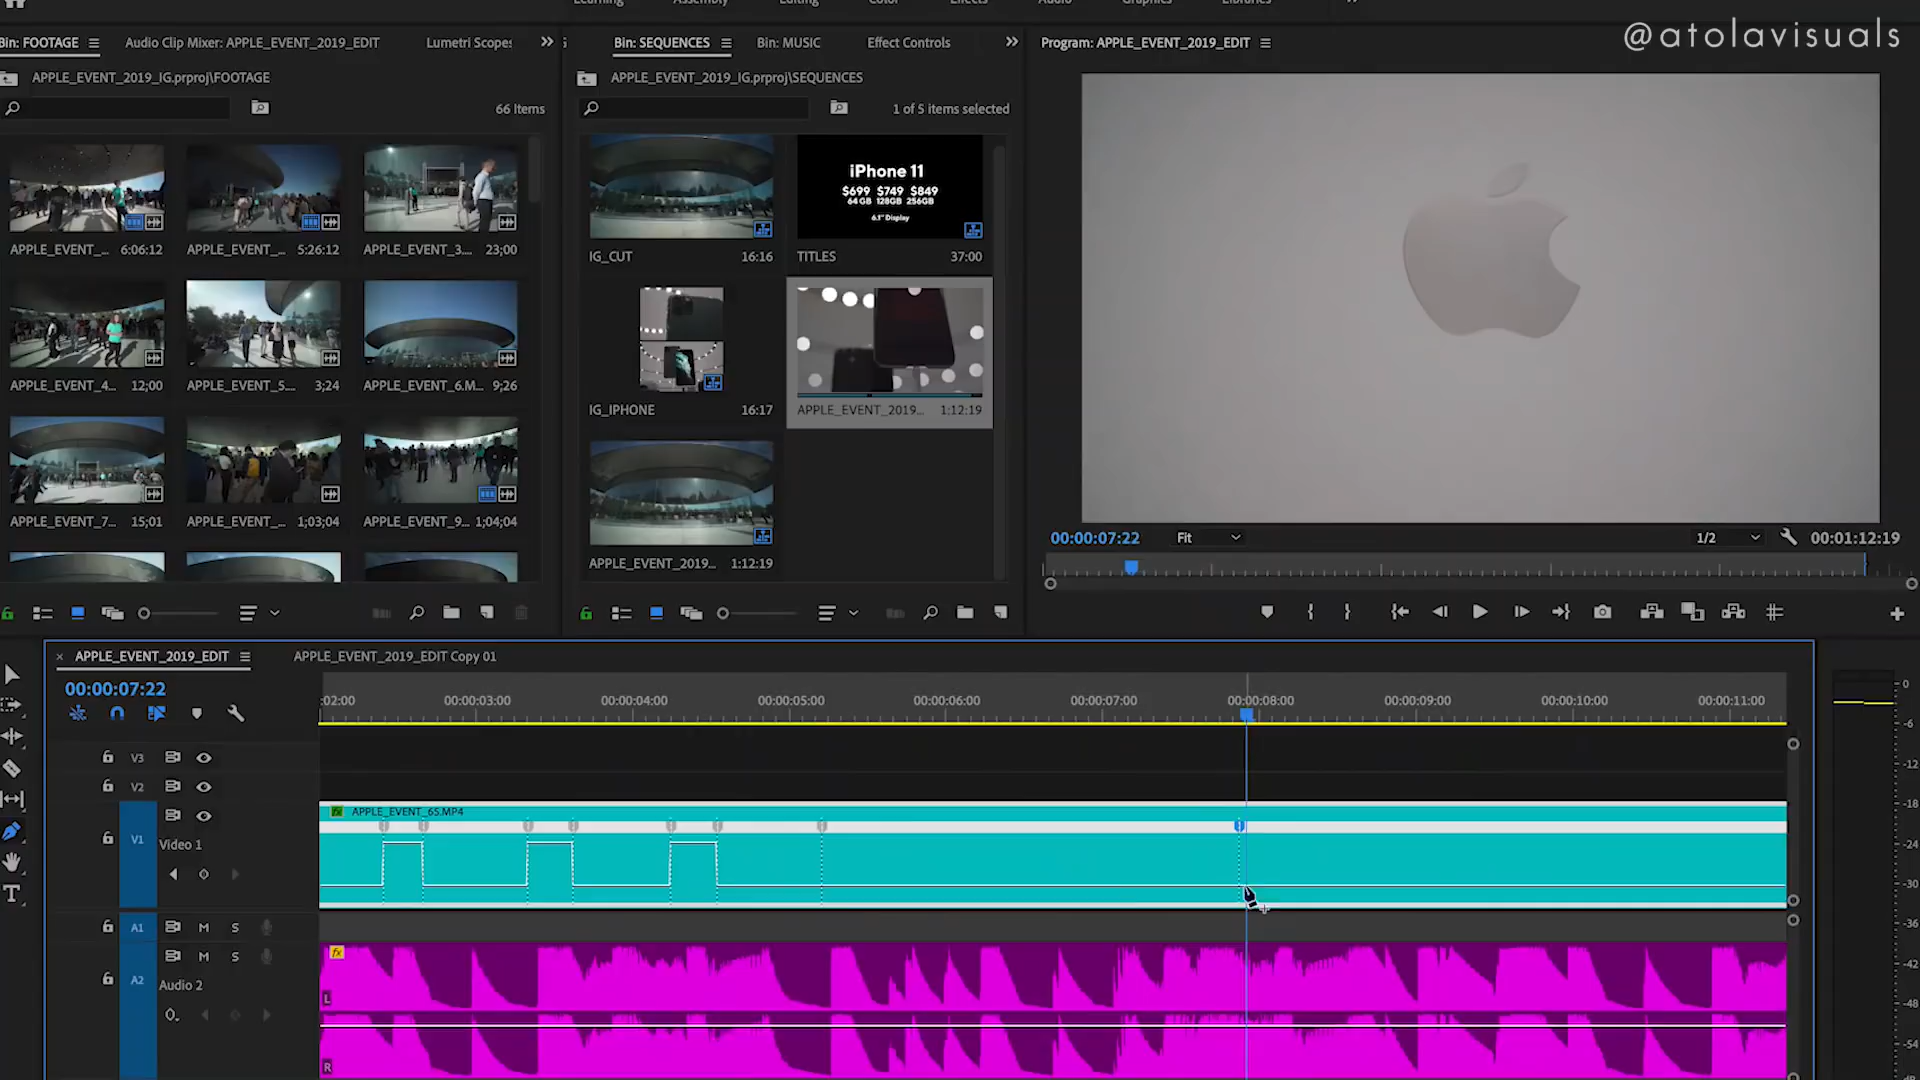 Learning Assembly Editing Color Effects Audio Graphics Libraries
@atolavisuals
Bin: FOOTAGE
Audio Clip Mixer: APPLE_EVENT_2019_EDIT
Lumetri Scopes
Bin: SEQUENCES
Bin: MUSIC
Effect Controls
Program: APPLE_EVENT_2019_EDIT
APPLE_EVENT_2019_IG.prproj\FOOTAGE
APPLE_EVENT_2019_IG.prproj\SEQUENCES
66 Items
1 of 5 items selected
iPhone 11
$699 $749 $849
64GB 128GB 256GB
6.1" Display
APPLE_EVENT_... 6:06:12
APPLE_EVENT_... 5:26:12
APPLE_EVENT_3.... 23;00
IG_CUT 16:16
TITLES 37:00
APPLE_EVENT_4... 12;00
APPLE_EVENT_5... 3;24
APPLE_EVENT_6.M... 9;26
IG_IPHONE 16:17
APPLE_EVENT_2019... 1:12:19
APPLE_EVENT_7... 15;01
APPLE_EVENT_... 1;03;04
APPLE_EVENT_9... 1;04;04
APPLE_EVENT_2019... 1:12:19
00:00:07:22
Fit
1/2
00:01:12:19
× APPLE_EVENT_2019_EDIT
APPLE_EVENT_2019_EDIT Copy 01
00:00:07:22
:02:00 00:00:03:00 00:00:04:00 00:00:05:00 00:00:06:00 00:00:07:00 00:00:08:00 00:00:09:00 00:00:10:00 00:00:11:00
V3
V2
fx APPLE_EVENT_6S.MP4
V1 Video 1
A1 M S
M S
fx
A2 Audio 2
L
R
0
-6
-12
-18
-24
-30
-36
-42
-48
-54
dB